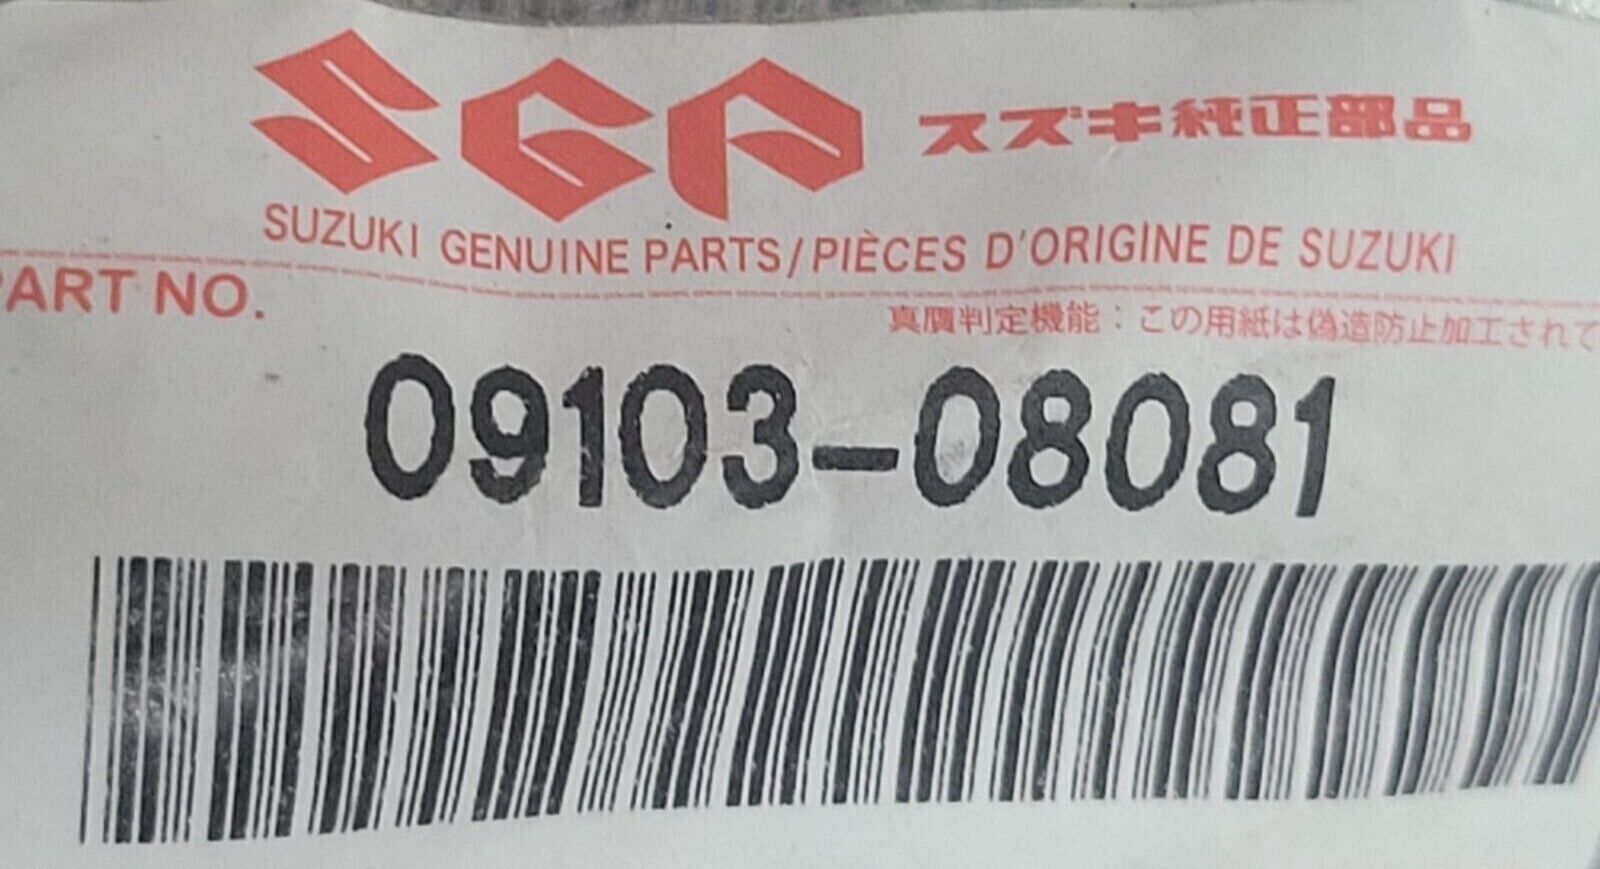 SGP スズキ純正部品
SUZUKI GENUINE PARTS/PIÈCES D'ORIGINE DE SUZUKI
PART NO.
真贋判定機能：この用紙は偽造防止加工されて
09103-08081